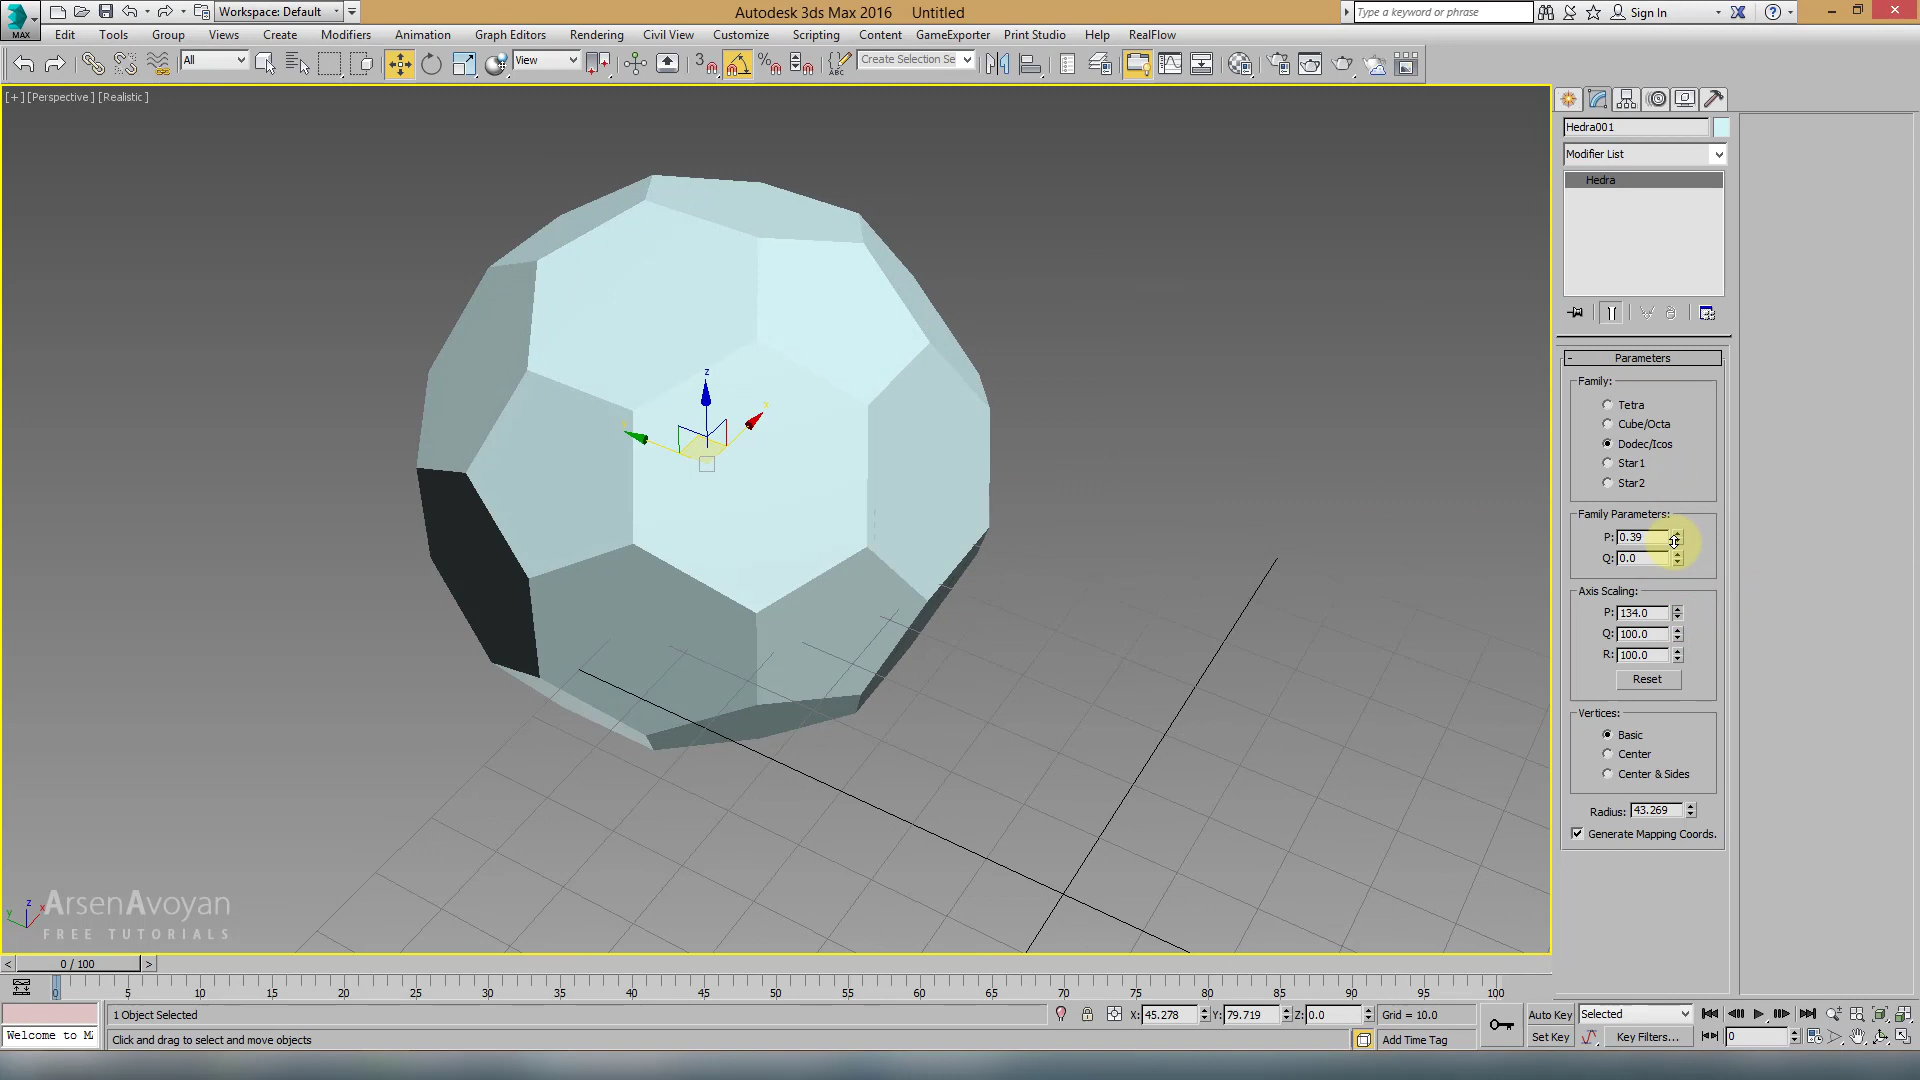 MAX
Workspace: Default
Autodesk 3ds Max 2016 Untitled
Type a keyword or phrase
Sign In
Edit Tools Group Views Create Modifiers Animation Graph Editors Rendering Civil View Customize Scripting Content GameExporter Print Studio Help RealFlow
All
View
3
ABC
Create Selection Se
[+] [Perspective] [Realistic]
Hedra001
Modifier List
Hedra
- Parameters
Family:
Tetra
Cube/Octa
Dodec/Icos
Star1
Star2
Family Parameters:
P: 0.39
Q: 0.0
Axis Scaling:
P: 134.0
Q: 100.0
R: 100.0
Reset
Vertices:
Basic
Center
Center & Sides
Radius: 43.269
Generate Mapping Coords.
z
x
z
x
y
ArsenAvoyan
FREE TUTORIALS
< 0 / 100 >
0 5 10 15 20 25 30 35 40 45 50 55 60 65 70 75 80 85 90 95 100
1 Object Selected
X: 45.278 Y: 79.719 Z: 0.0
Grid = 10.0
Auto Key
Selected
Welcome to M
Click and drag to select and move objects
Add Time Tag
Set Key
Key Filters...
0